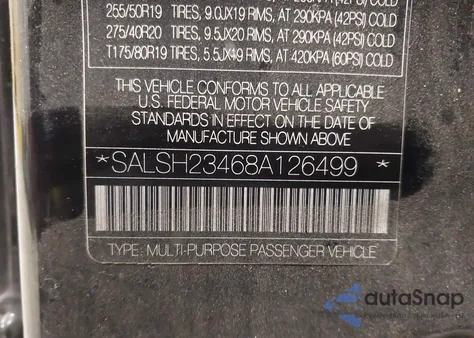 255/50R19 TIRES, 9.0JX19 RIMS, AT 290KPA (42PSI) COLD
275/40R20 TIRES, 9.5JX20 RIMS, AT 290KPA (42PSI) COLD
T175/80R19 TIRES, 5.5JX19 RIMS, AT 420KPA (60PSI) COLD
THIS VEHICLE CONFORMS TO ALL APPLICABLE
U.S. FEDERAL MOTOR VEHICLE SAFETY
STANDARDS IN EFFECT ON THE DATE OF
MANUFACTURE SHOWN ABOVE
*SALSH23468A126499*
TYPE: MULTI-PURPOSE PASSENGER VEHICLE
autaSnap